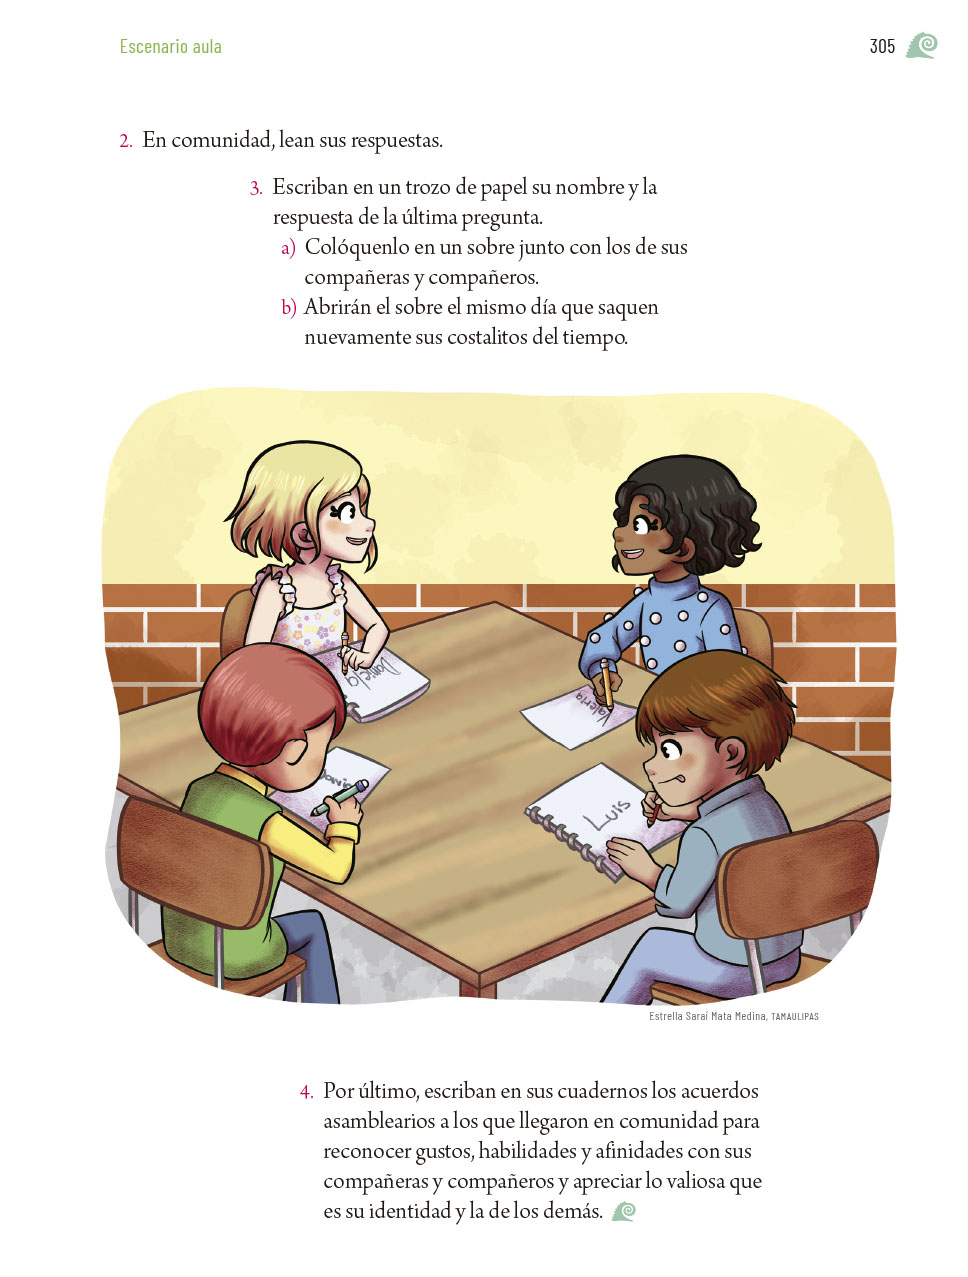 Escenario aula
305
2. En comunidad, lean sus respuestas.
3. Escriban en un trozo de papel su nombre y la
respuesta de la última pregunta.
a) Colóquenlo en un sobre junto con los de sus
compañeras y compañeros.
b) Abrirán el sobre el mismo día que saquen
nuevamente sus costalitos del tiempo.
Daniela
Valeria
Luis
Estrella Saraí Mata Medina, TAMAULIPAS
4. Por último, escriban en sus cuadernos los acuerdos
asamblearios a los que llegaron en comunidad para
reconocer gustos, habilidades y afinidades con sus
compañeras y compañeros y apreciar lo valiosa que
es su identidad y la de los demás.